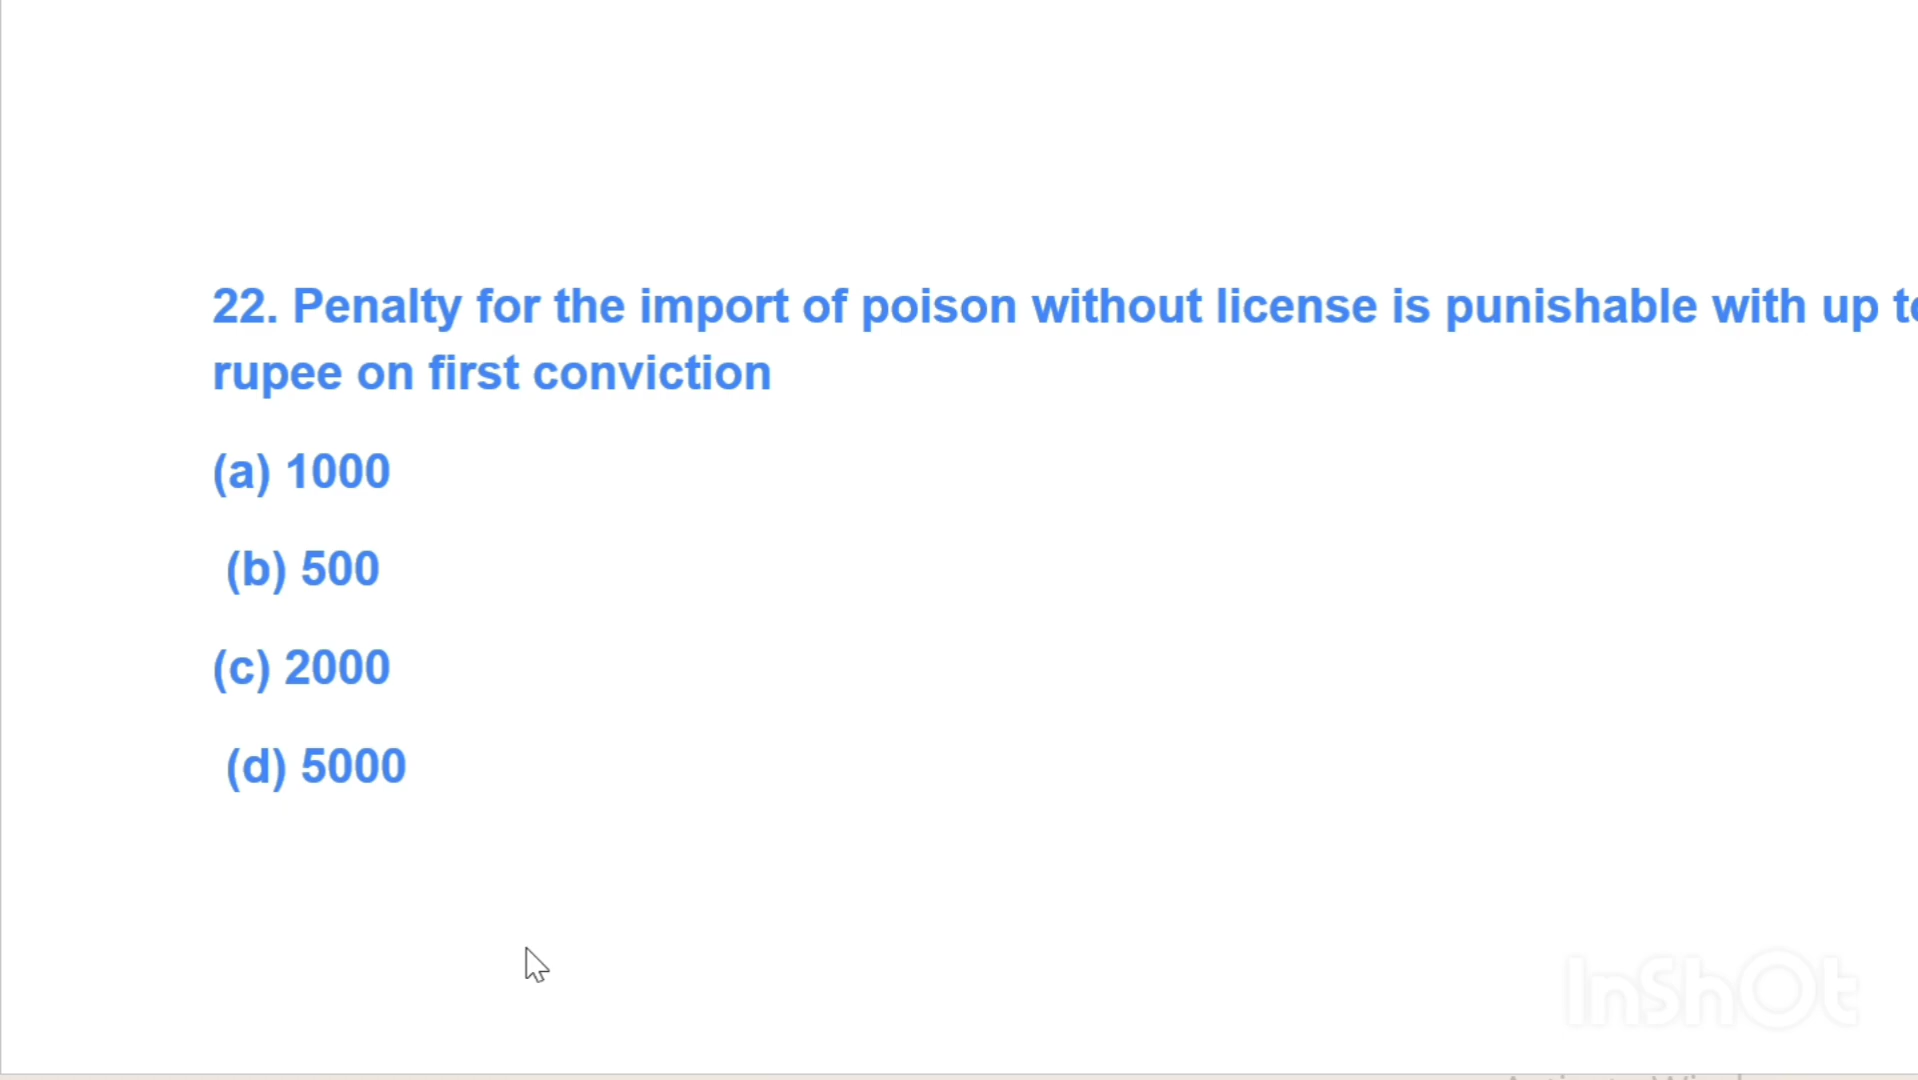 22. Penalty for the import of poison without license is punishable with up
rupee on first conviction
(a) 1000
(b) 500
(c) 2000
(d) 5000
InShOt